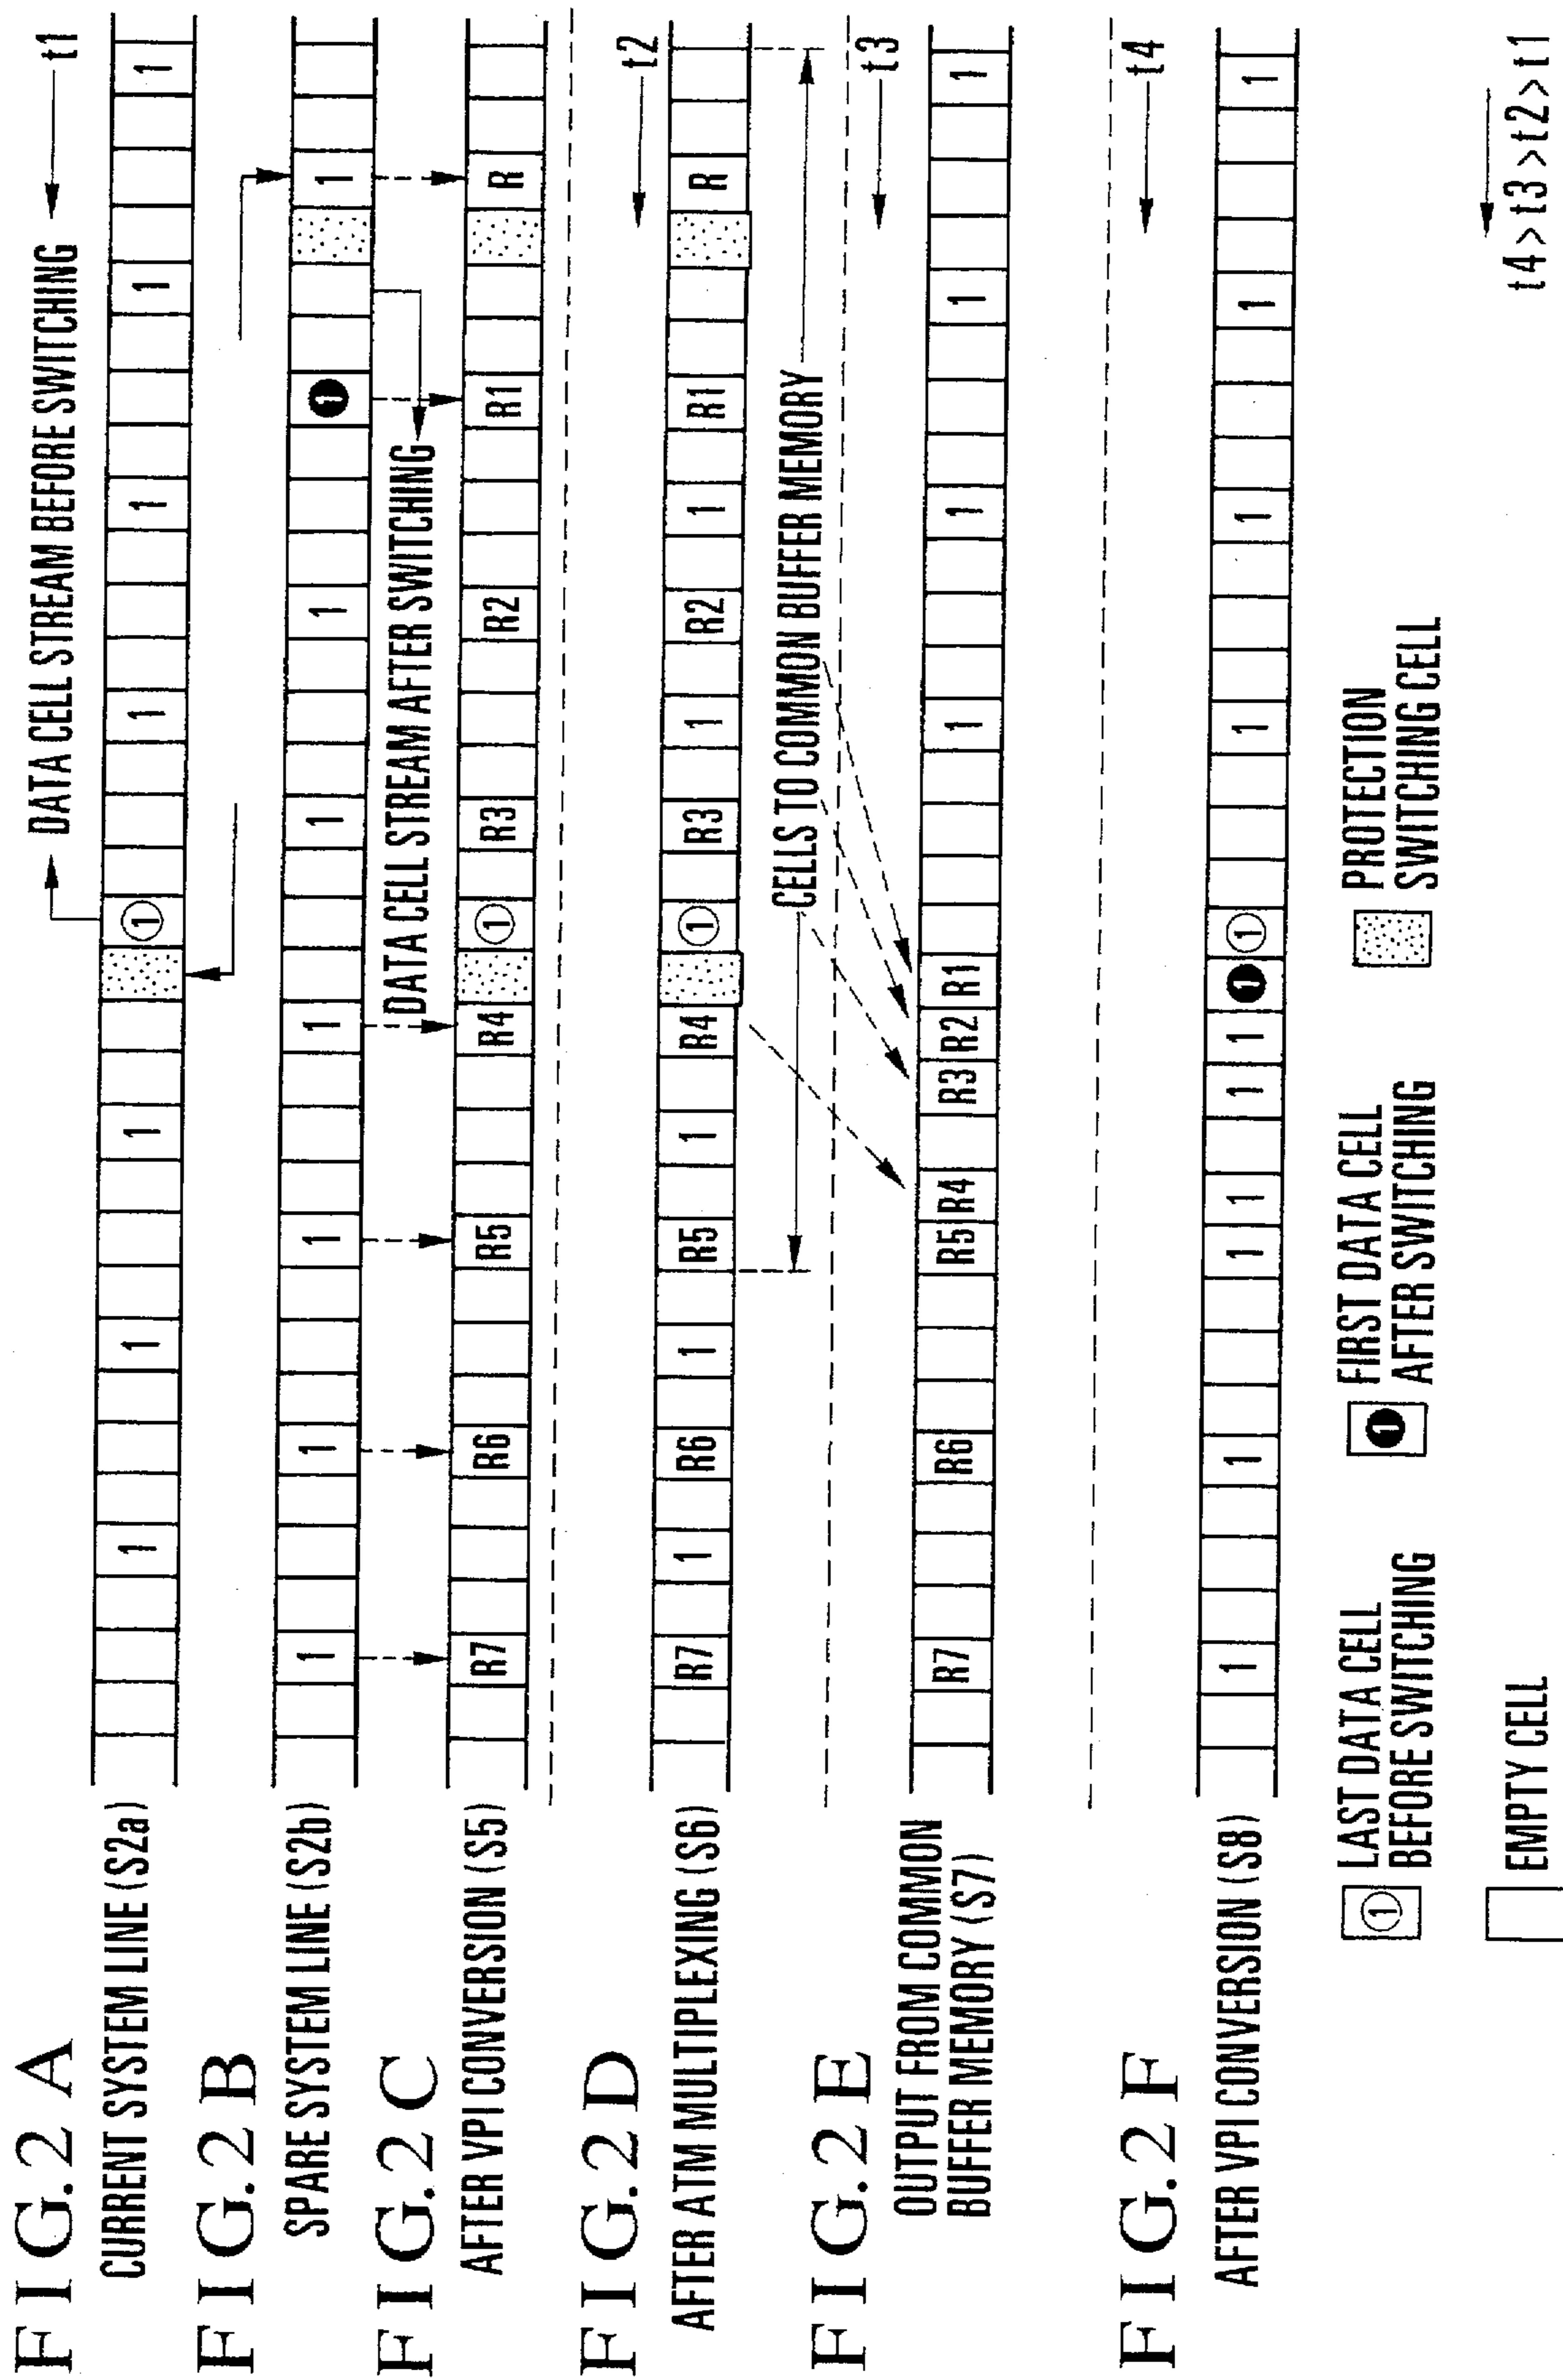 DATA CELL STREAM BEFORE SWITCHING t1
FIG.2A
CURRENT SYSTEM LINE (S2a)
1 1 1 ① 1 1 1 1
FIG.2B
SPARE SYSTEM LINE (S2b)
1 1 1 1 1 1 ❶ 1
DATA CELL STREAM AFTER SWITCHING
FIG.2C
AFTER VPI CONVERSION (S5)
R7 R6 R5 R4 ① R3 R2 R1 R
t2
FIG.2D
AFTER ATM MULTIPLEXING (S6)
R7 1 R6 1 R5 1 R4 ① R3 1 R2 1 R1 R
CELLS TO COMMON BUFFER MEMORY
t3
FIG.2E
OUTPUT FROM COMMON
BUFFER MEMORY (S7)
R7 R6 R5 R4 R3 R2 R1 1 1 1 1
t4
FIG.2F
AFTER VPI CONVERSION (S8)
1 1 1 1 1 1 ❶ ① 1 1 1 1
① LAST DATA CELL
BEFORE SWITCHING
❶ FIRST DATA CELL
AFTER SWITCHING
PROTECTION
SWITCHING CELL
EMPTY CELL
t4>t3>t2>t1